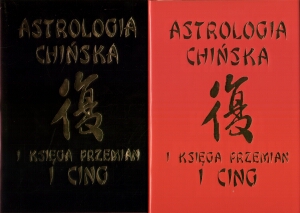 ASTROLOGIA
CHIŃSKA
復
I KSIĘGA PRZEMIAN
I CING
ASTROLOGIA
CHIŃSKA
復
I KSIĘGA PRZEMIAN
I CING